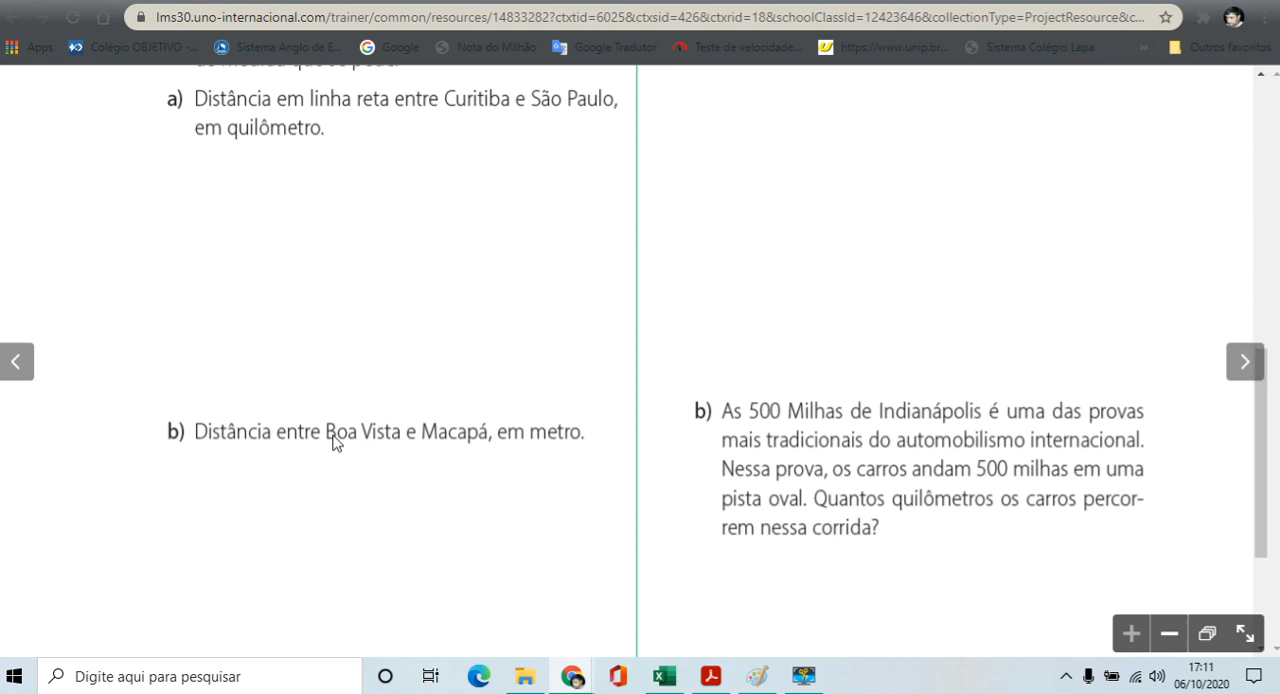 lms30.uno-internacional.com/trainer/common/resources/14833282?ctxtid=6025&ctxsid=426&ctxrid=18&schoolClassId=12423646&collectionType=ProjectResource&c...
Apps Colégio OBJETIVO -... Sistema Anglo de E... Google Nota do Milhão Google Tradutor Teste de velocidade... https://www.unip.br... Sistema Colégio Lapa » Outros favoritos
a) Distância em linha reta entre Curitiba e São Paulo,
em quilômetro.
b) Distância entre Boa Vista e Macapá, em metro.
b) As 500 Milhas de Indianápolis é uma das provas
mais tradicionais do automobilismo internacional.
Nessa prova, os carros andam 500 milhas em uma
pista oval. Quantos quilômetros os carros percor-
rem nessa corrida?
Digite aqui para pesquisar
17:11
06/10/2020